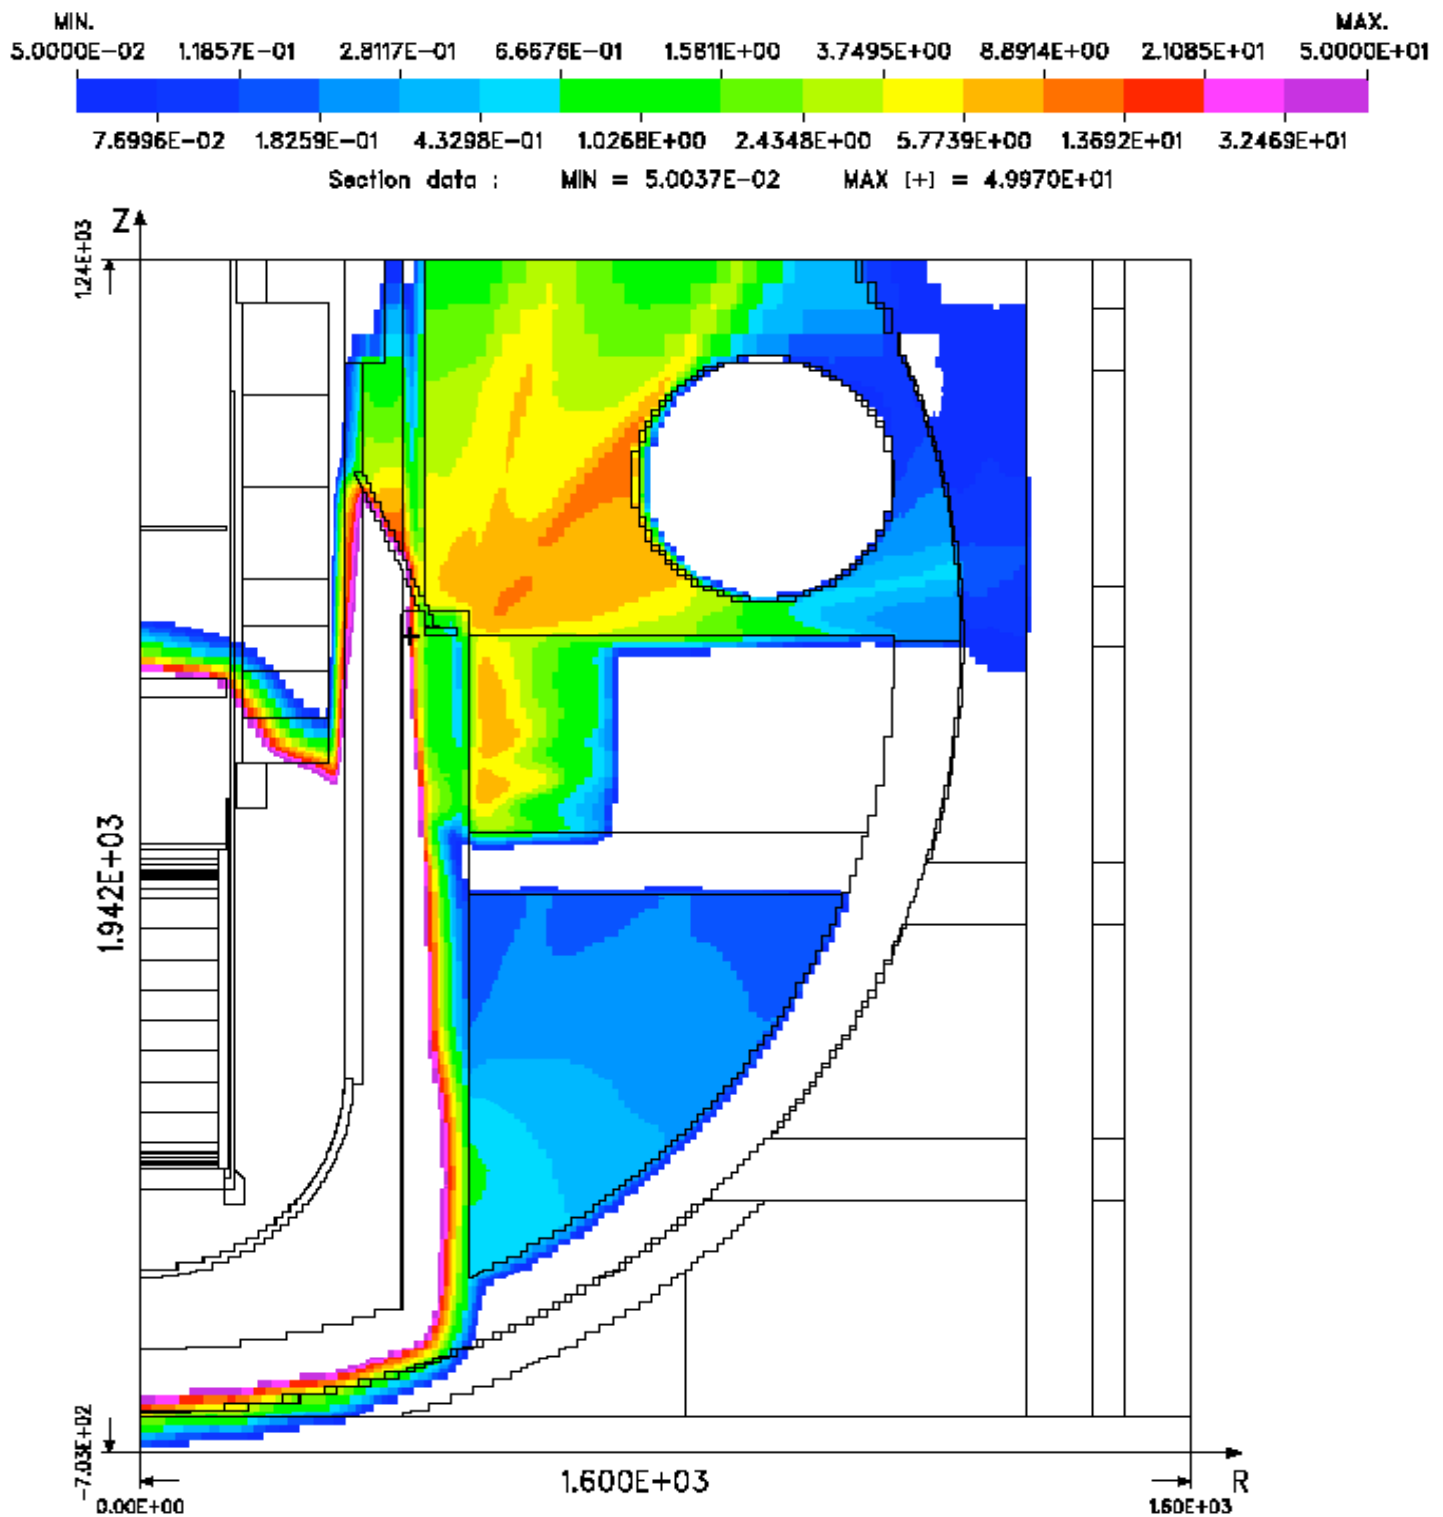 MIN. MAX.
5.0000E-02 1.1857E-01 2.8117E-01 6.6676E-01 1.5811E+00 3.7495E+00 8.8914E+00 2.1085E+01 5.0000E+01
7.6996E-02 1.8259E-01 4.3298E-01 1.0268E+00 2.4348E+00 5.7739E+00 1.3692E+01 3.2469E+01
Section data : MIN = 5.0037E-02 MAX [+] = 4.9970E+01
Z
1.24E+03
1.942E+03
-7.03E+02
1.600E+03 R
0.00E+00 1.60E+03